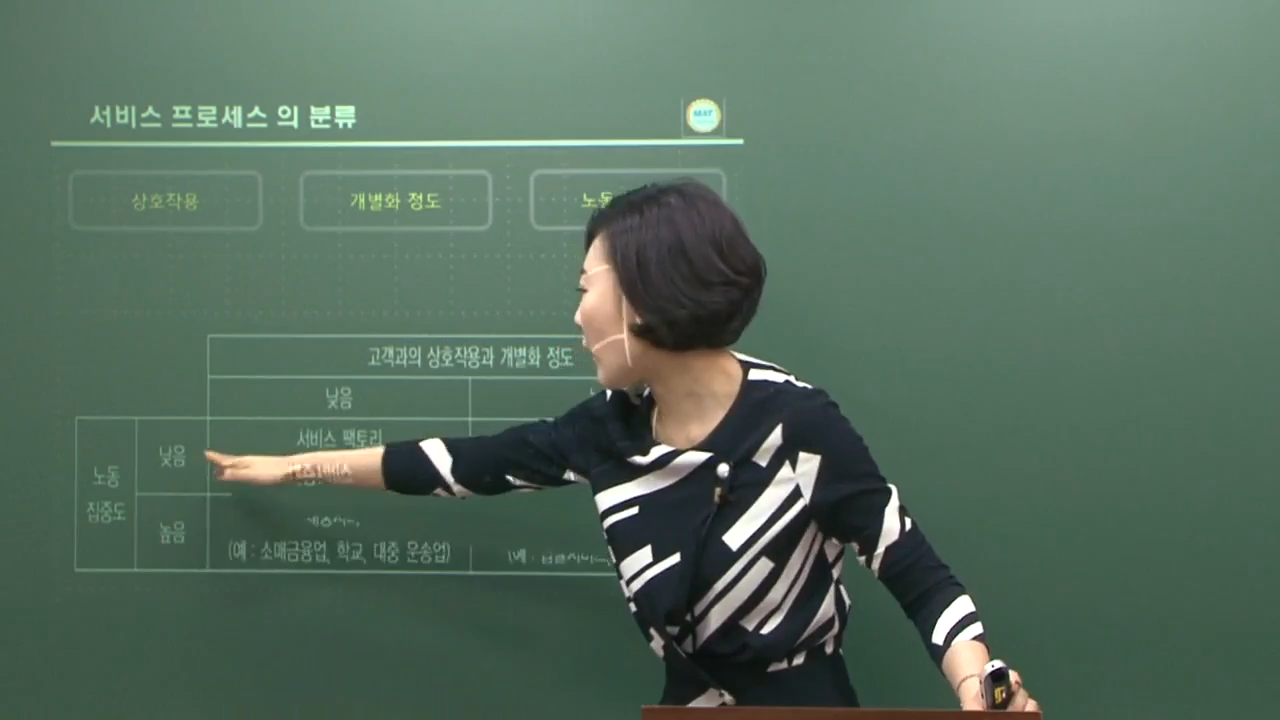 서비스 프로세스 의 분류
MAT
상호작용
개별화 정도
고객과의 상호작용과 개별화 정도
낮음
노동
집중도
낮음
서비스 팩토리
높음
(예 : 소매금융업, 학교, 대중 운송업)